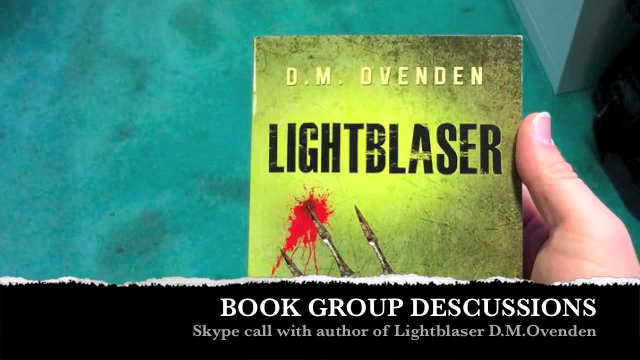 D.M. OVENDEN
LIGHTBLASER
BOOK GROUP DESCUSSIONS
Skype call with author of Lightblaser D.M.Ovenden